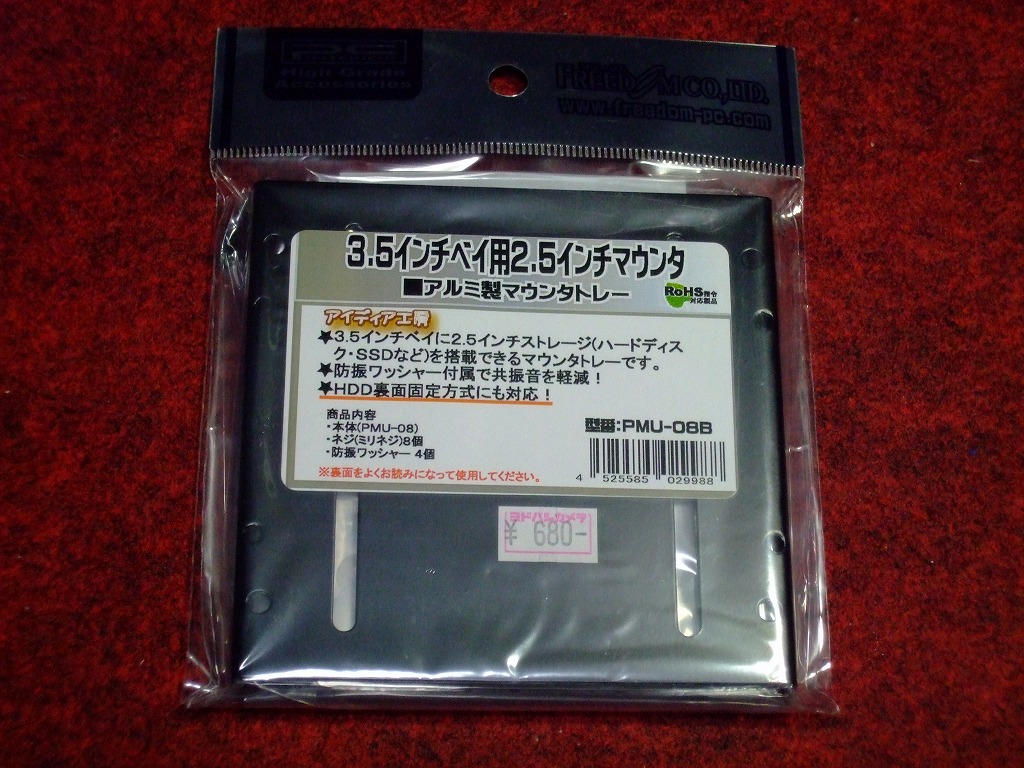 High Grade
Accessories
FREEDOM CO.,LTD.
www.freedom-pc.com
3.5インチベイ用2.5インチマウンタ
■アルミ製マウンタトレー
RoHS指令
対応製品
アイディア工房
★3.5インチベイに2.5インチストレージ(ハードディス
ク・SSDなど)を搭載できるマウンタトレーです。
★防振ワッシャー付属で共振音を軽減！
★HDD裏面固定方式にも対応！
商品内容
・本体(PMU-08)
・ネジ(ミリネジ)8個
・防振ワッシャー 4個
型番:PMU-08B
4 525585 029988
※裏面をよくお読みになって使用してください。
ヨドバシカメラ
¥ 680-